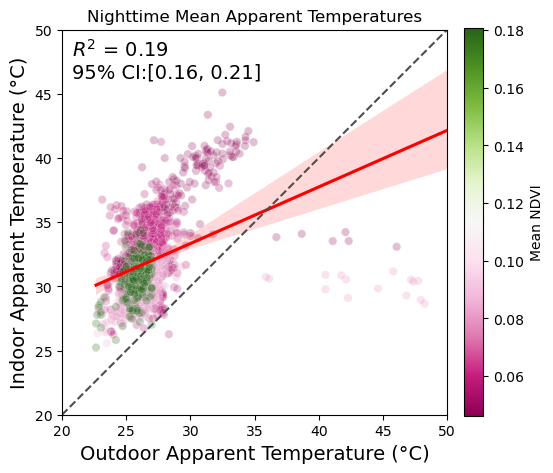 Nighttime Mean Apparent Temperatures
R² = 0.19
95% CI:[0.16, 0.21]
50
45
40
35
30
25
20
Indoor Apparent Temperature (°C)
20 25 30 35 40 45 50
Outdoor Apparent Temperature (°C)
0.18
0.16
0.14
0.12
0.10
0.08
0.06
Mean NDVI